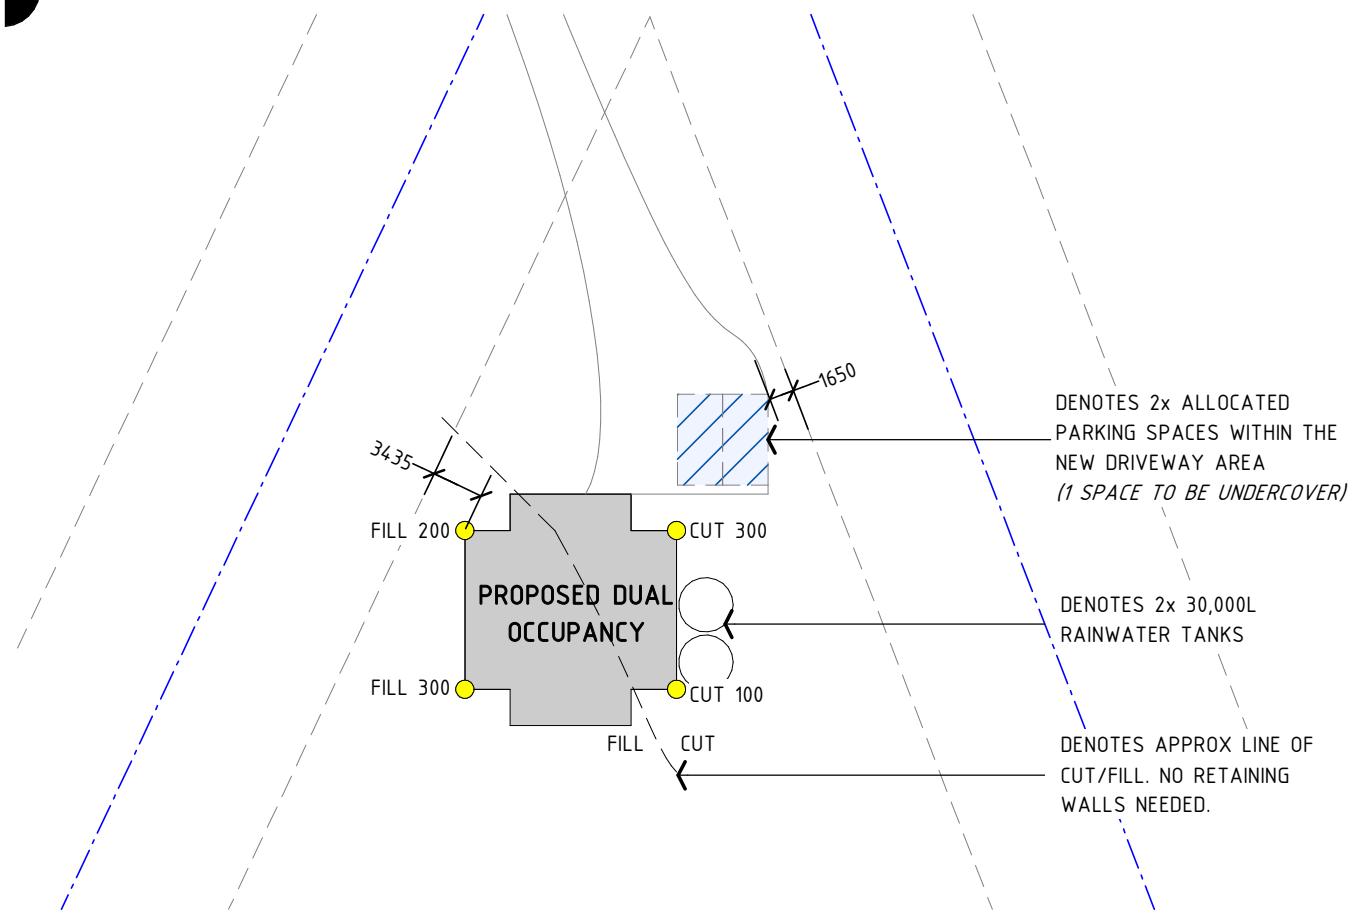 1650
DENOTES 2x ALLOCATED
PARKING SPACES WITHIN THE
NEW DRIVEWAY AREA
(1 SPACE TO BE UNDERCOVER)
3435
FILL 200
CUT 300
PROPOSED DUAL
OCCUPANCY
DENOTES 2x 30,000L
RAINWATER TANKS
FILL 300
CUT 100
FILL CUT
DENOTES APPROX LINE OF
CUT/FILL. NO RETAINING
WALLS NEEDED.